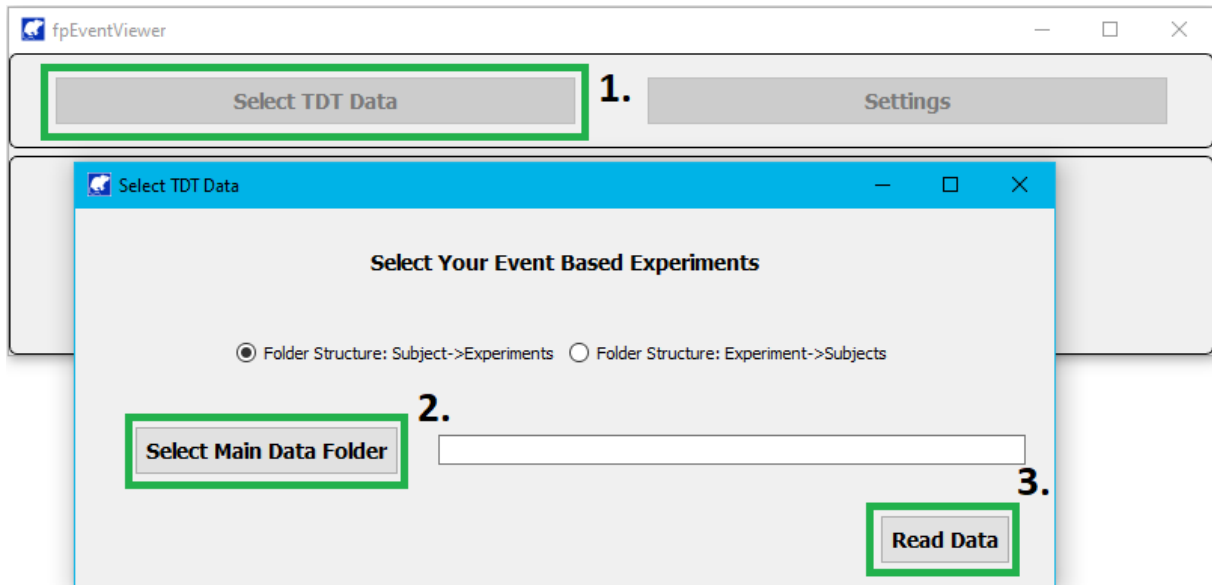 fpEventViewer
Select TDT Data 1. Settings
Select TDT Data
Select Your Event Based Experiments
Folder Structure: Subject->Experiments Folder Structure: Experiment->Subjects
2.
Select Main Data Folder
3.
Read Data